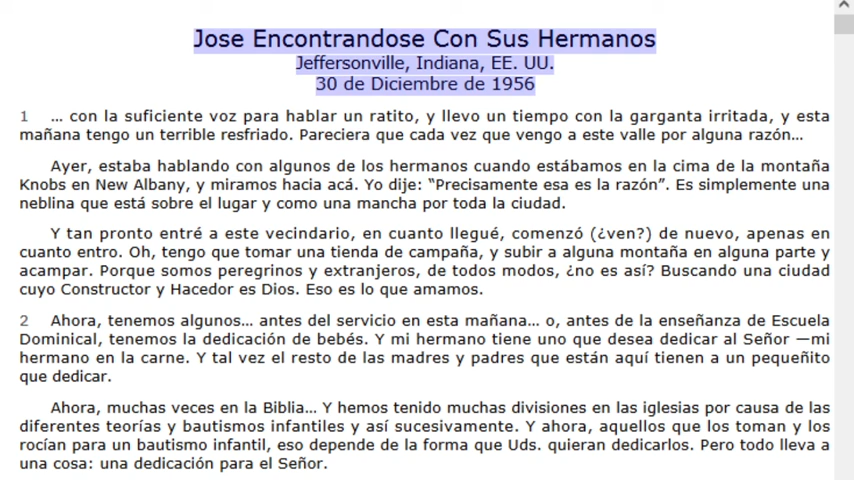 Jose Encontrandose Con Sus Hermanos
Jeffersonville, Indiana, EE. UU.
30 de Diciembre de 1956
1 ... con la suficiente voz para hablar un ratito, y llevo un tiempo con la garganta irritada, y esta
mañana tengo un terrible resfriado. Pareciera que cada vez que vengo a este valle por alguna razón...
Ayer, estaba hablando con algunos de los hermanos cuando estábamos en la cima de la montaña
Knobs en New Albany, y miramos hacia acá. Yo dije: “Precisamente esa es la razón”. Es simplemente una
neblina que está sobre el lugar y como una mancha por toda la ciudad.
Y tan pronto entré a este vecindario, en cuanto llegué, comenzó (¿ven?) de nuevo, apenas en
cuanto entro. Oh, tengo que tomar una tienda de campaña, y subir a alguna montaña en alguna parte y
acampar. Porque somos peregrinos y extranjeros, de todos modos, ¿no es así? Buscando una ciudad
cuyo Constructor y Hacedor es Dios. Eso es lo que amamos.
2 Ahora, tenemos algunos... antes del servicio en esta mañana... o, antes de la enseñanza de Escuela
Dominical, tenemos la dedicación de bebés. Y mi hermano tiene uno que desea dedicar al Señor —mi
hermano en la carne. Y tal vez el resto de las madres y padres que están aquí tienen a un pequeñito
que dedicar.
Ahora, muchas veces en la Biblia... Y hemos tenido muchas divisiones en las iglesias por causa de las
diferentes teorías y bautismos infantiles y así sucesivamente. Y ahora, aquellos que los toman y los
rocían para un bautismo infantil, eso depende de la forma que Uds. quieran dedicarlos. Pero todo lleva a
una cosa: una dedicación para el Señor.